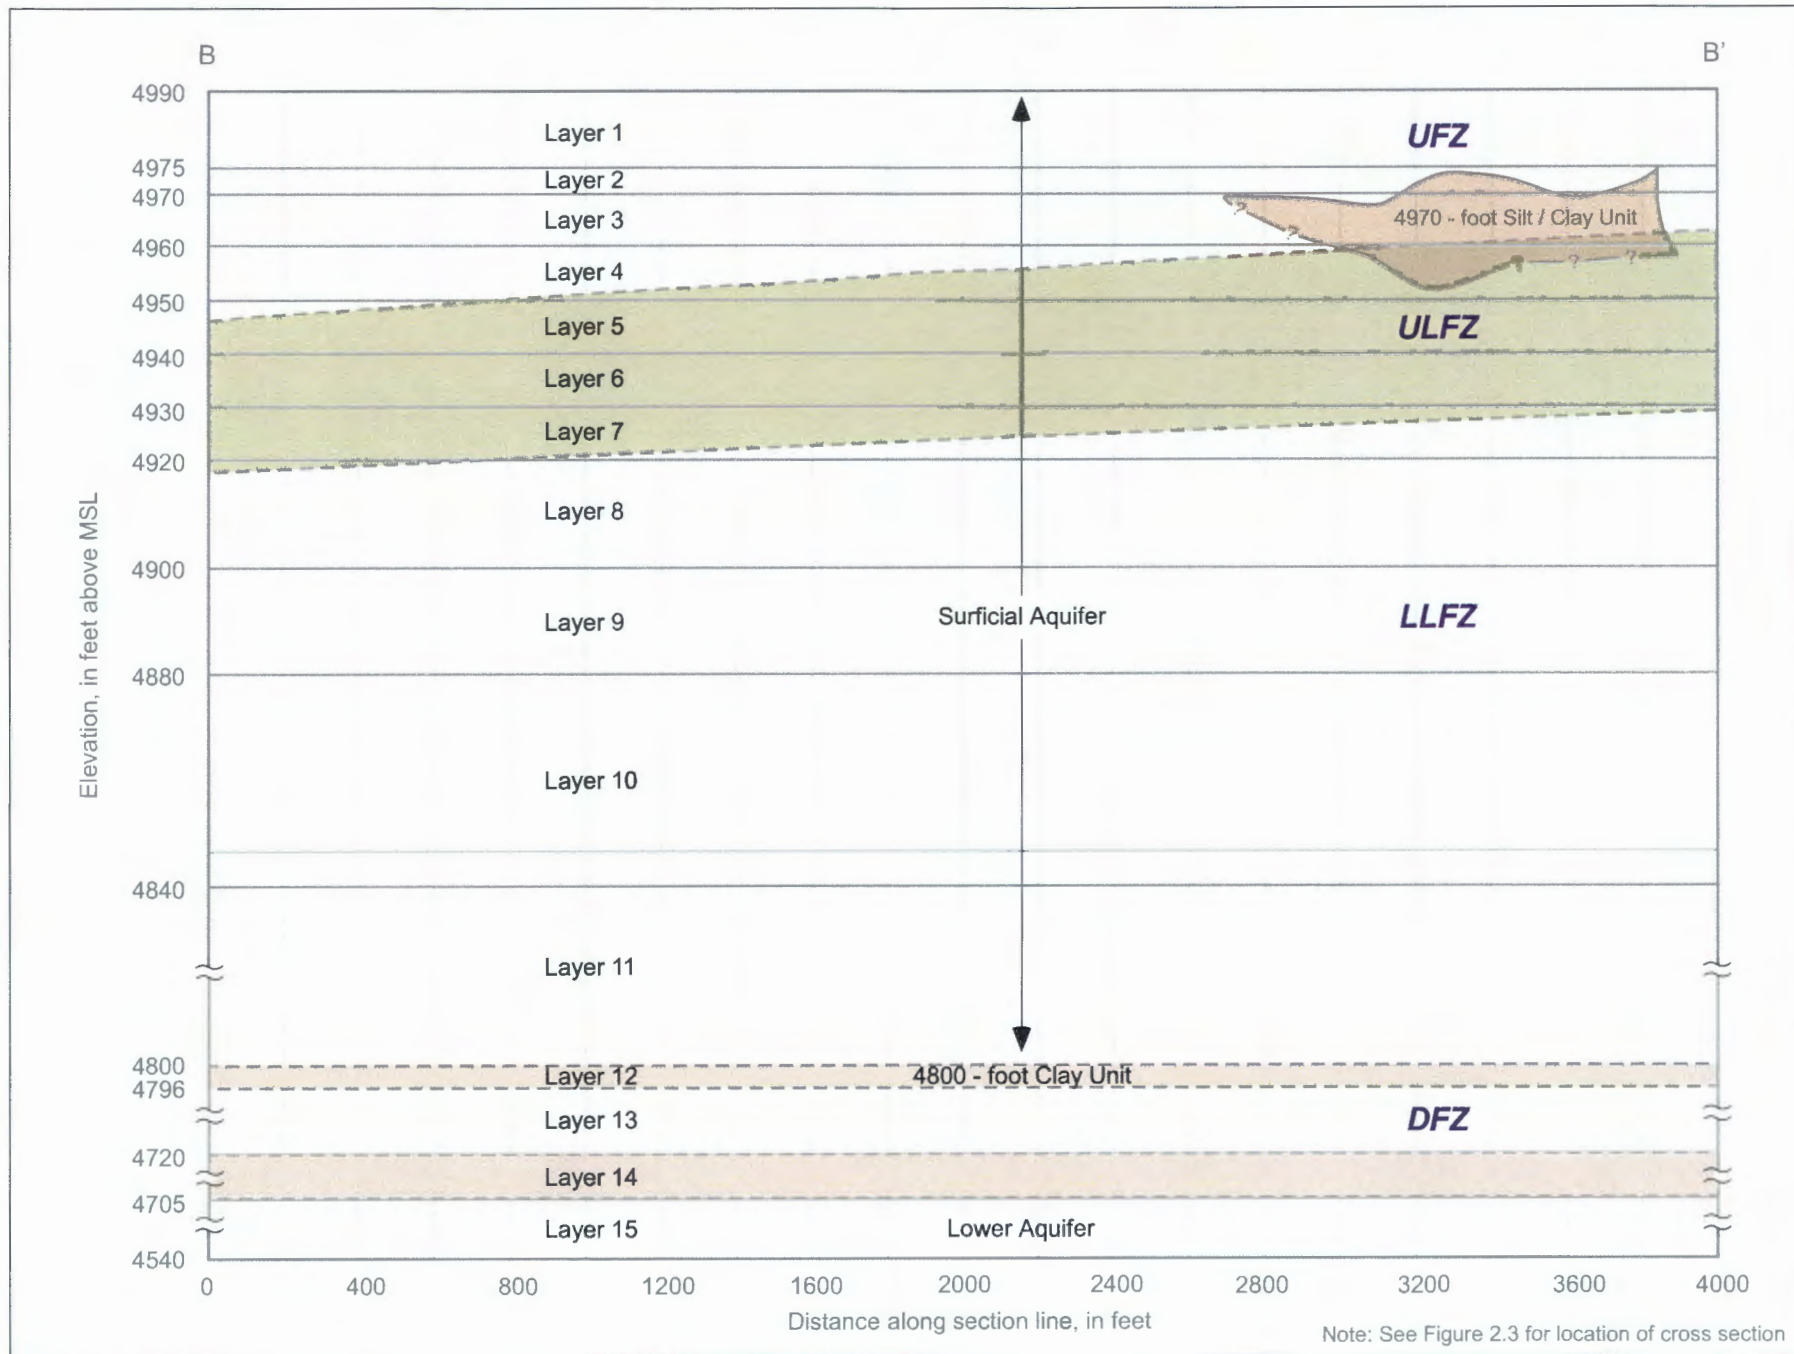 B B'
4990
Layer 1 UFZ
4975
Layer 2
4970
Layer 3 4970 - foot Silt / Clay Unit
?
?
4960
Layer 4
? ? ?
4950
Layer 5 ULFZ
4940
Layer 6
4930
Layer 7
4920
Layer 8
Elevation, in feet above MSL
4900
Layer 9 Surficial Aquifer LLFZ
4880
Layer 10
4840
Layer 11
4800
Layer 12 4800 - foot Clay Unit
4796
Layer 13 DFZ
4720
Layer 14
4705
Layer 15 Lower Aquifer
4540
0 400 800 1200 1600 2000 2400 2800 3200 3600 4000
Distance along section line, in feet
Note: See Figure 2.3 for location of cross section